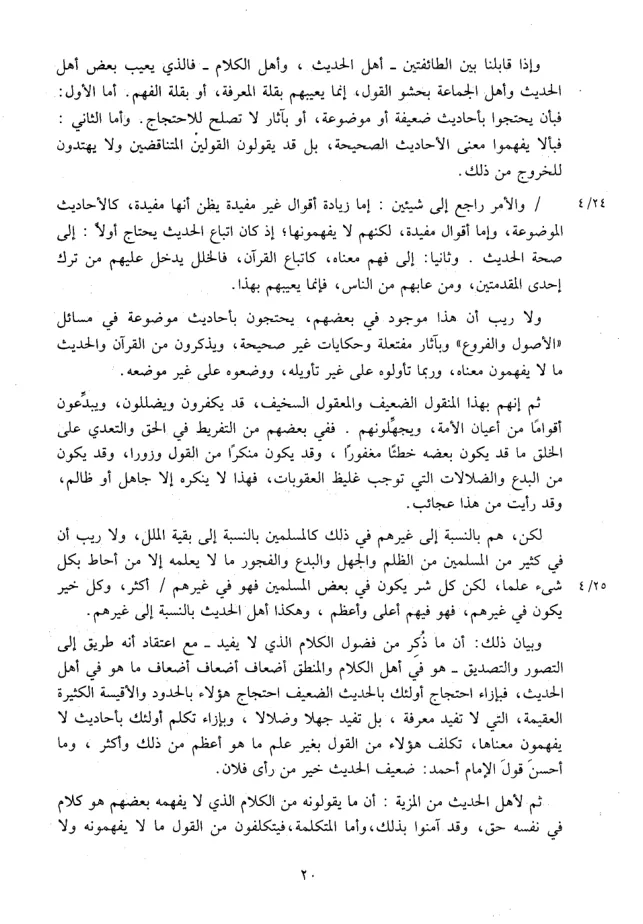 وإذا قابلنا بين الطائفتين ـ أهل الحديث ، وأهل الكلام ـ فالذي يعيب بعض أهل
الحديث وأهل الجماعة بحشو القول، إنما يعيبهم بقلة المعرفة، أو بقلة الفهم. أما الأول:
فبأن يحتجوا بأحاديث ضعيفة أو موضوعة، أو بآثار لا تصلح للاحتجاج. وأما الثاني :
فبألا يفهموا معنى الأحاديث الصحيحة، بل قد يقولون القولين المتناقضين ولا يهتدون
للخروج من ذلك.
/ والأمر راجع إلى شيئين : إما زيادة أقوال غير مفيدة يظن أنها مفيدة، كالأحاديث ٤/٢٤
الموضوعة، وإما أقوال مفيدة، لكنهم لا يفهمونها؛ إذ كان اتباع الحديث يحتاج أولاً : إلى
صحة الحديث . وثانيا: إلى فهم معناه، كاتباع القرآن، فالخلل يدخل عليهم من ترك
إحدى المقدمتين، ومن عابهم من الناس، فإنما يعيبهم بهذا.
ولا ريب أن هذا موجود في بعضهم، يحتجون بأحاديث موضوعة في مسائل
«الأصول والفروع» وبآثار مفتعلة وحكايات غير صحيحة، ويذكرون من القرآن والحديث
ما لا يفهمون معناه، وربما تأولوه على غير تأويله، ووضعوه على غير موضعه.
ثم إنهم بهذا المنقول الضعيف والمعقول السخيف، قد يكفرون ويضللون، ويبدِّعون
أقوامًا من أعيان الأمة، ويجهِّلونهم . ففي بعضهم من التفريط في الحق والتعدي على
الخلق ما قد يكون بعضه خطئًا مغفورًا ، وقد يكون منكرًا من القول وزورا، وقد يكون
من البدع والضلالات التي توجب غليظ العقوبات، فهذا لا ينكره إلا جاهل أو ظالم،
وقد رأيت من هذا عجائب.
لكن، هم بالنسبة إلى غيرهم في ذلك كالمسلمين بالنسبة إلى بقية الملل، ولا ريب أن
في كثير من المسلمين من الظلم والجهل والبدع والفجور ما لا يعلمه إلا من أحاط بكل
شىء علما، لكن كل شر يكون في بعض المسلمين فهو في غيرهم / أكثر، وكل خير ٤/٢٥
يكون في غيرهم، فهو فيهم أعلى وأعظم ، وهكذا أهل الحديث بالنسبة إلى غيرهم.
وبيان ذلك: أن ما ذُكِر من فضول الكلام الذي لا يفيد ـ مع اعتقاد أنه طريق إلى
التصور والتصديق ـ هو في أهل الكلام والمنطق أضعاف أضعاف أضعاف ما هو في أهل
الحديث، فبإزاء احتجاج أولئك بالحديث الضعيف احتجاج هؤلاء بالحدود والأقيسة الكثيرة
العقيمة، التي لا تفيد معرفة ، بل تفيد جهلا وضلالا ، وبإزاء تكلم أولئك بأحاديث لا
يفهمون معناها، تكلف هؤلاء من القول بغير علم ما هو أعظم من ذلك وأكثر ، وما
أحسنَ قولَ الإمام أحمد: ضعيف الحديث خير من رأى فلان.
ثم لأهل الحديث من المزية : أن ما يقولونه من الكلام الذي لا يفهمه بعضهم هو كلام
في نفسه حق، وقد آمنوا بذلك،وأما المتكلمة،فيتكلفون من القول ما لا يفهمونه ولا
٢٠